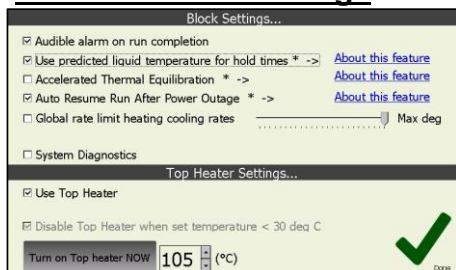 Block Settings...
Audible alarm on run completion
Use predicted liquid temperature for hold times * -> About this feature
Accelerated Thermal Equilibration * -> About this feature
Auto Resume Run After Power Outage * -> About this feature
Global rate limit heating cooling rates Max deg
System Diagnostics
Top Heater Settings...
Use Top Heater
Disable Top Heater when set temperature < 30 deg C
Turn on Top heater NOW 105 (°C)
Done